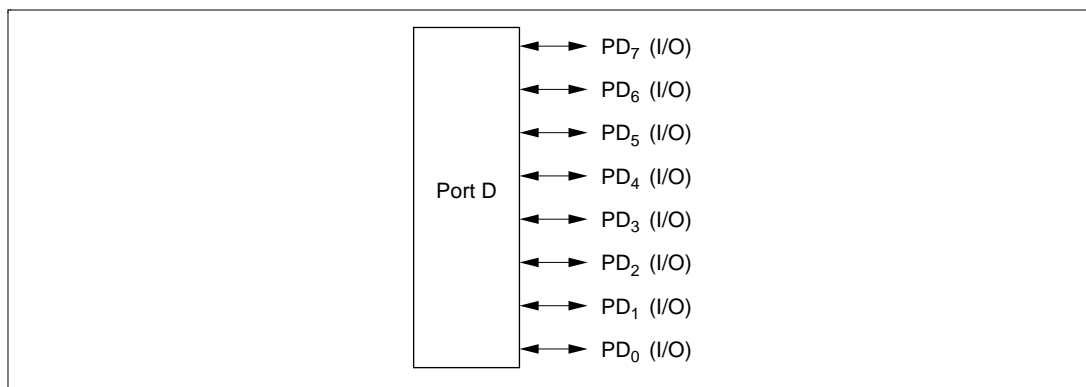 PD7 (I/O)
PD6 (I/O)
PD5 (I/O)
PD4 (I/O)
Port D
PD3 (I/O)
PD2 (I/O)
PD1 (I/O)
PD0 (I/O)